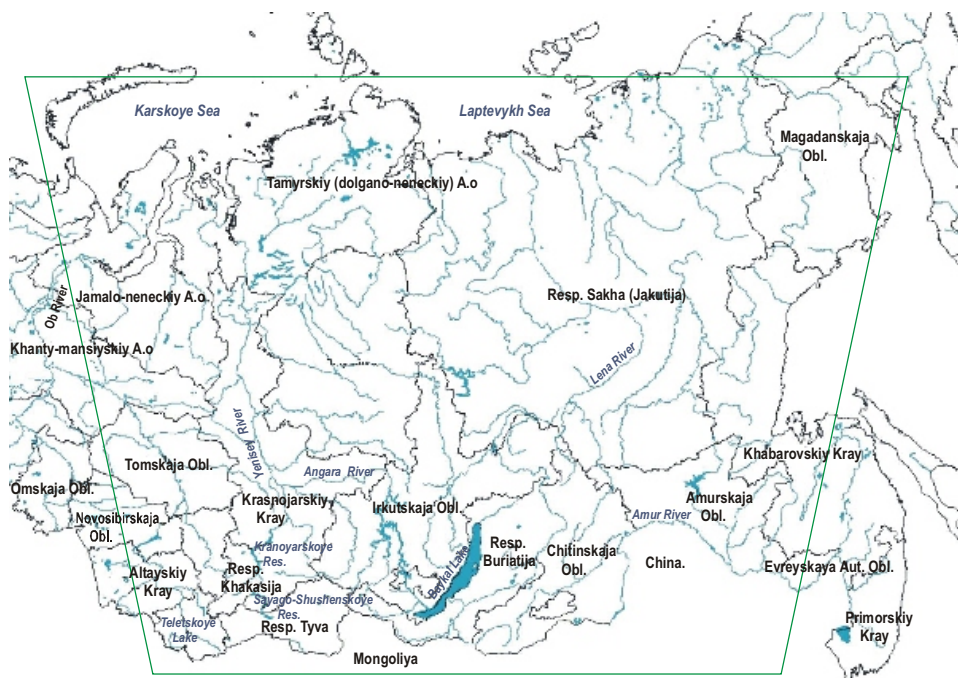 Karskoye Sea
Laptevykh Sea
Magadanskaja
Obl.
Tamyrskiy (dolgano-neneckiy) A.o
Ob River
Jamalo-neneckiy A.o.
Resp. Sakha (Jakutija)
Khanty-mansiyskiy A.o
Lena River
Yenisey River
Tomskaja Obl.
Angara River
Khabarovskiy Kray
Omskaja Obl.
Krasnojarskiy
Kray
Irkutskaja Obl.
Amurskaja
Obl.
Amur River
Novosibirskaja
Obl.
Kranoyarskoye
Res.
Resp.
Buriatija
Chitinskaja
Obl.
China.
Baykal Lake
Altayskiy
Kray
Resp.
Khakasija
Evreyskaya Aut. Obl.
Sayago-Shushenskoye
Res.
Teletskoye
Lake
Resp. Tyva
Primorskiy
Kray
Mongoliya